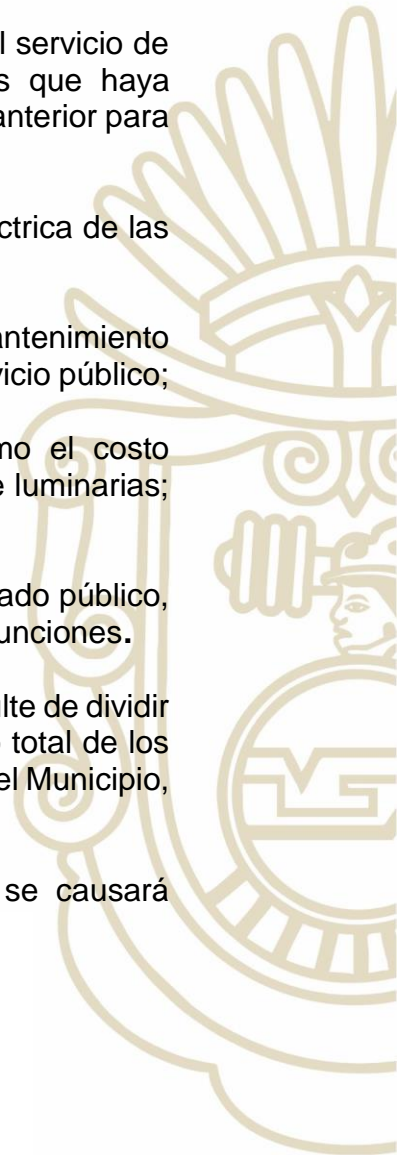 l servicio de
s que haya
anterior para
ctrica de las
antenimiento
vicio público;
mo el costo
e luminarias;
ado público,
unciones.
lte de dividir
total de los
el Municipio,
se causará